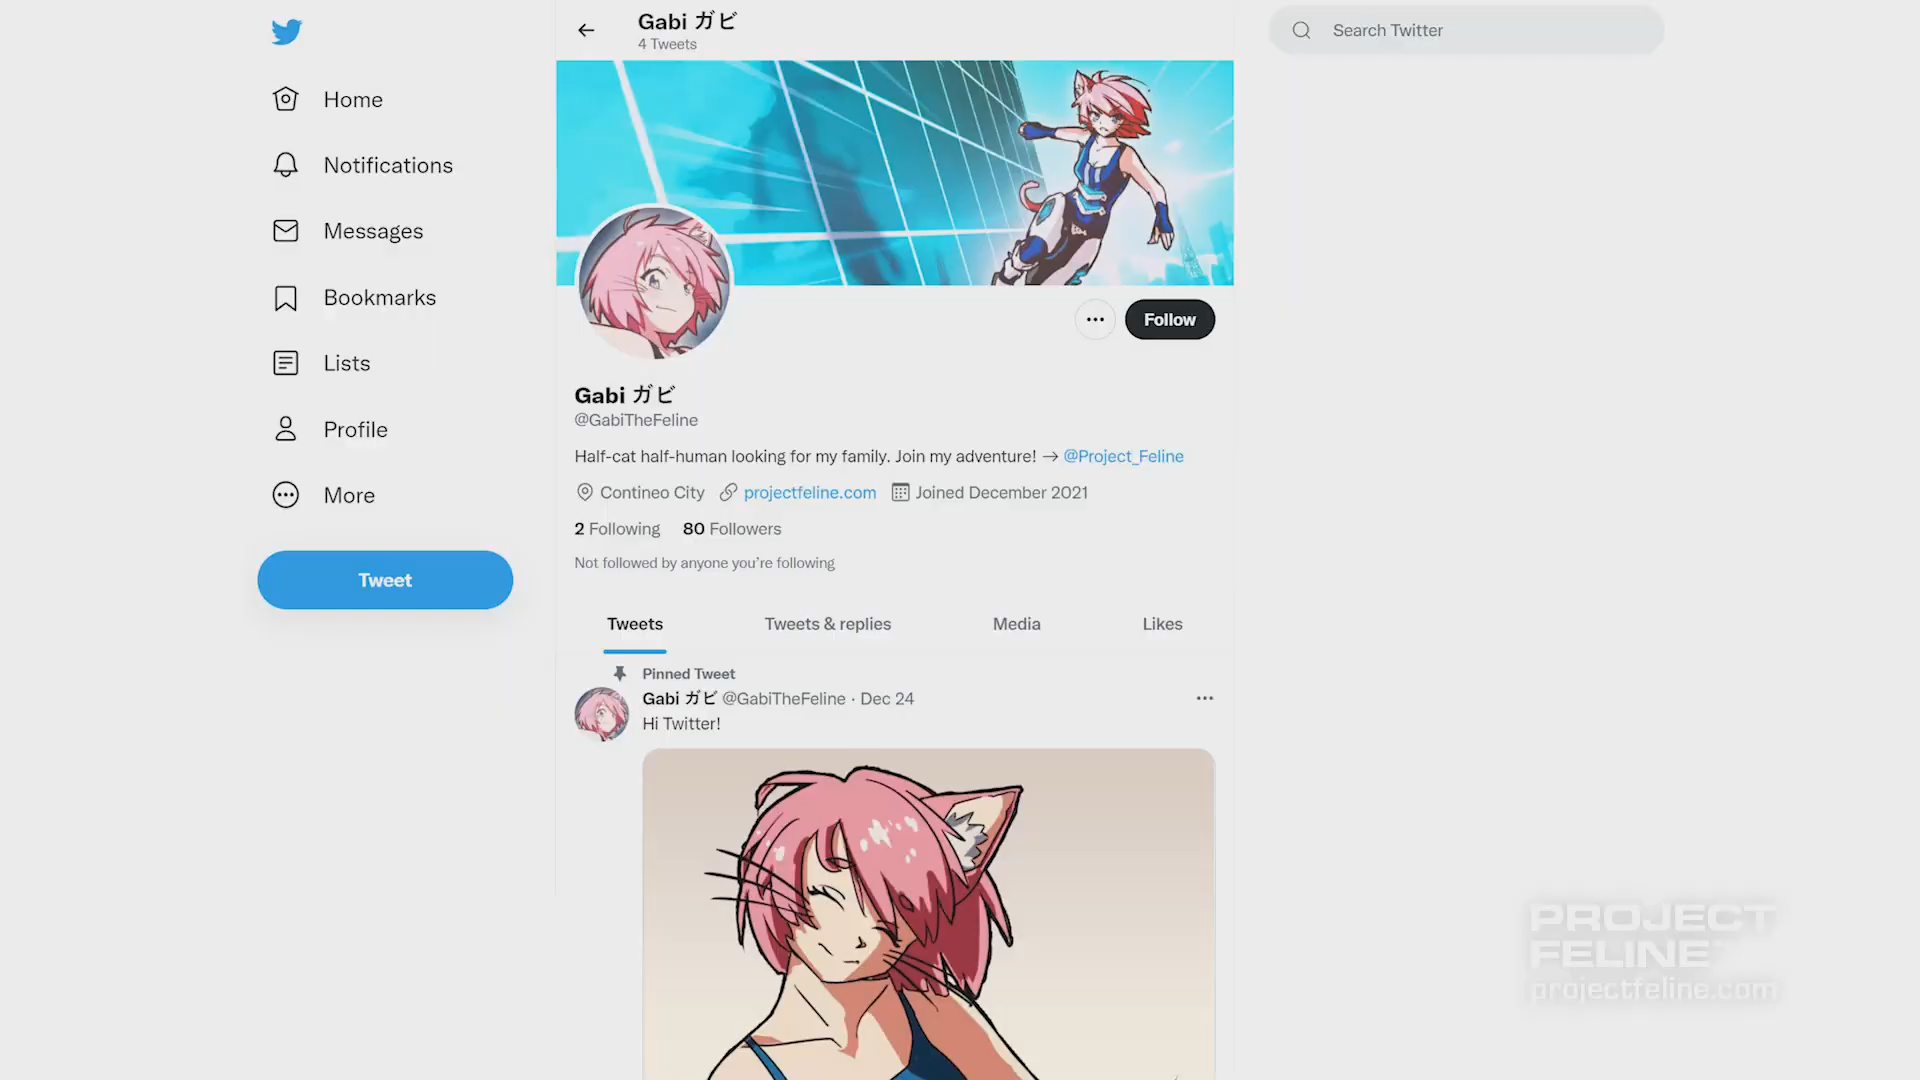 Gabi ガビ
4 Tweets
Search Twitter
Home
Notifications
Messages
Bookmarks
Lists
Profile
More
Tweet
Follow
Gabi ガビ
@GabiTheFeline
Half-cat half-human looking for my family. Join my adventure! → @Project_Feline
Contineo City projectfeline.com Joined December 2021
2 Following 80 Followers
Not followed by anyone you're following
Tweets Tweets & replies Media Likes
Pinned Tweet
Gabi ガビ @GabiTheFeline · Dec 24
Hi Twitter!
PROJECT
FELINE
projectfeline.com